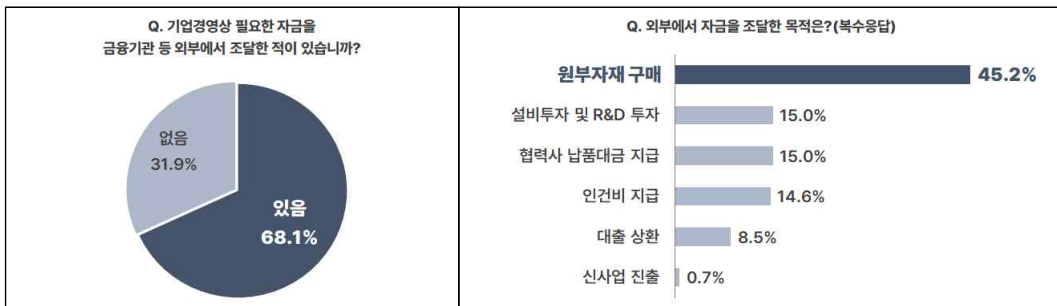 Q. 기업경영상 필요한 자금을
금융기관 등 외부에서 조달한 적이 있습니까?
없음
31.9%
있음
68.1%
Q. 외부에서 자금을 조달한 목적은?(복수응답)
원부자재 구매 45.2%
설비투자 및 R&D 투자 15.0%
협력사 납품대금 지급 15.0%
인건비 지급 14.6%
대출 상환 8.5%
신사업 진출 0.7%